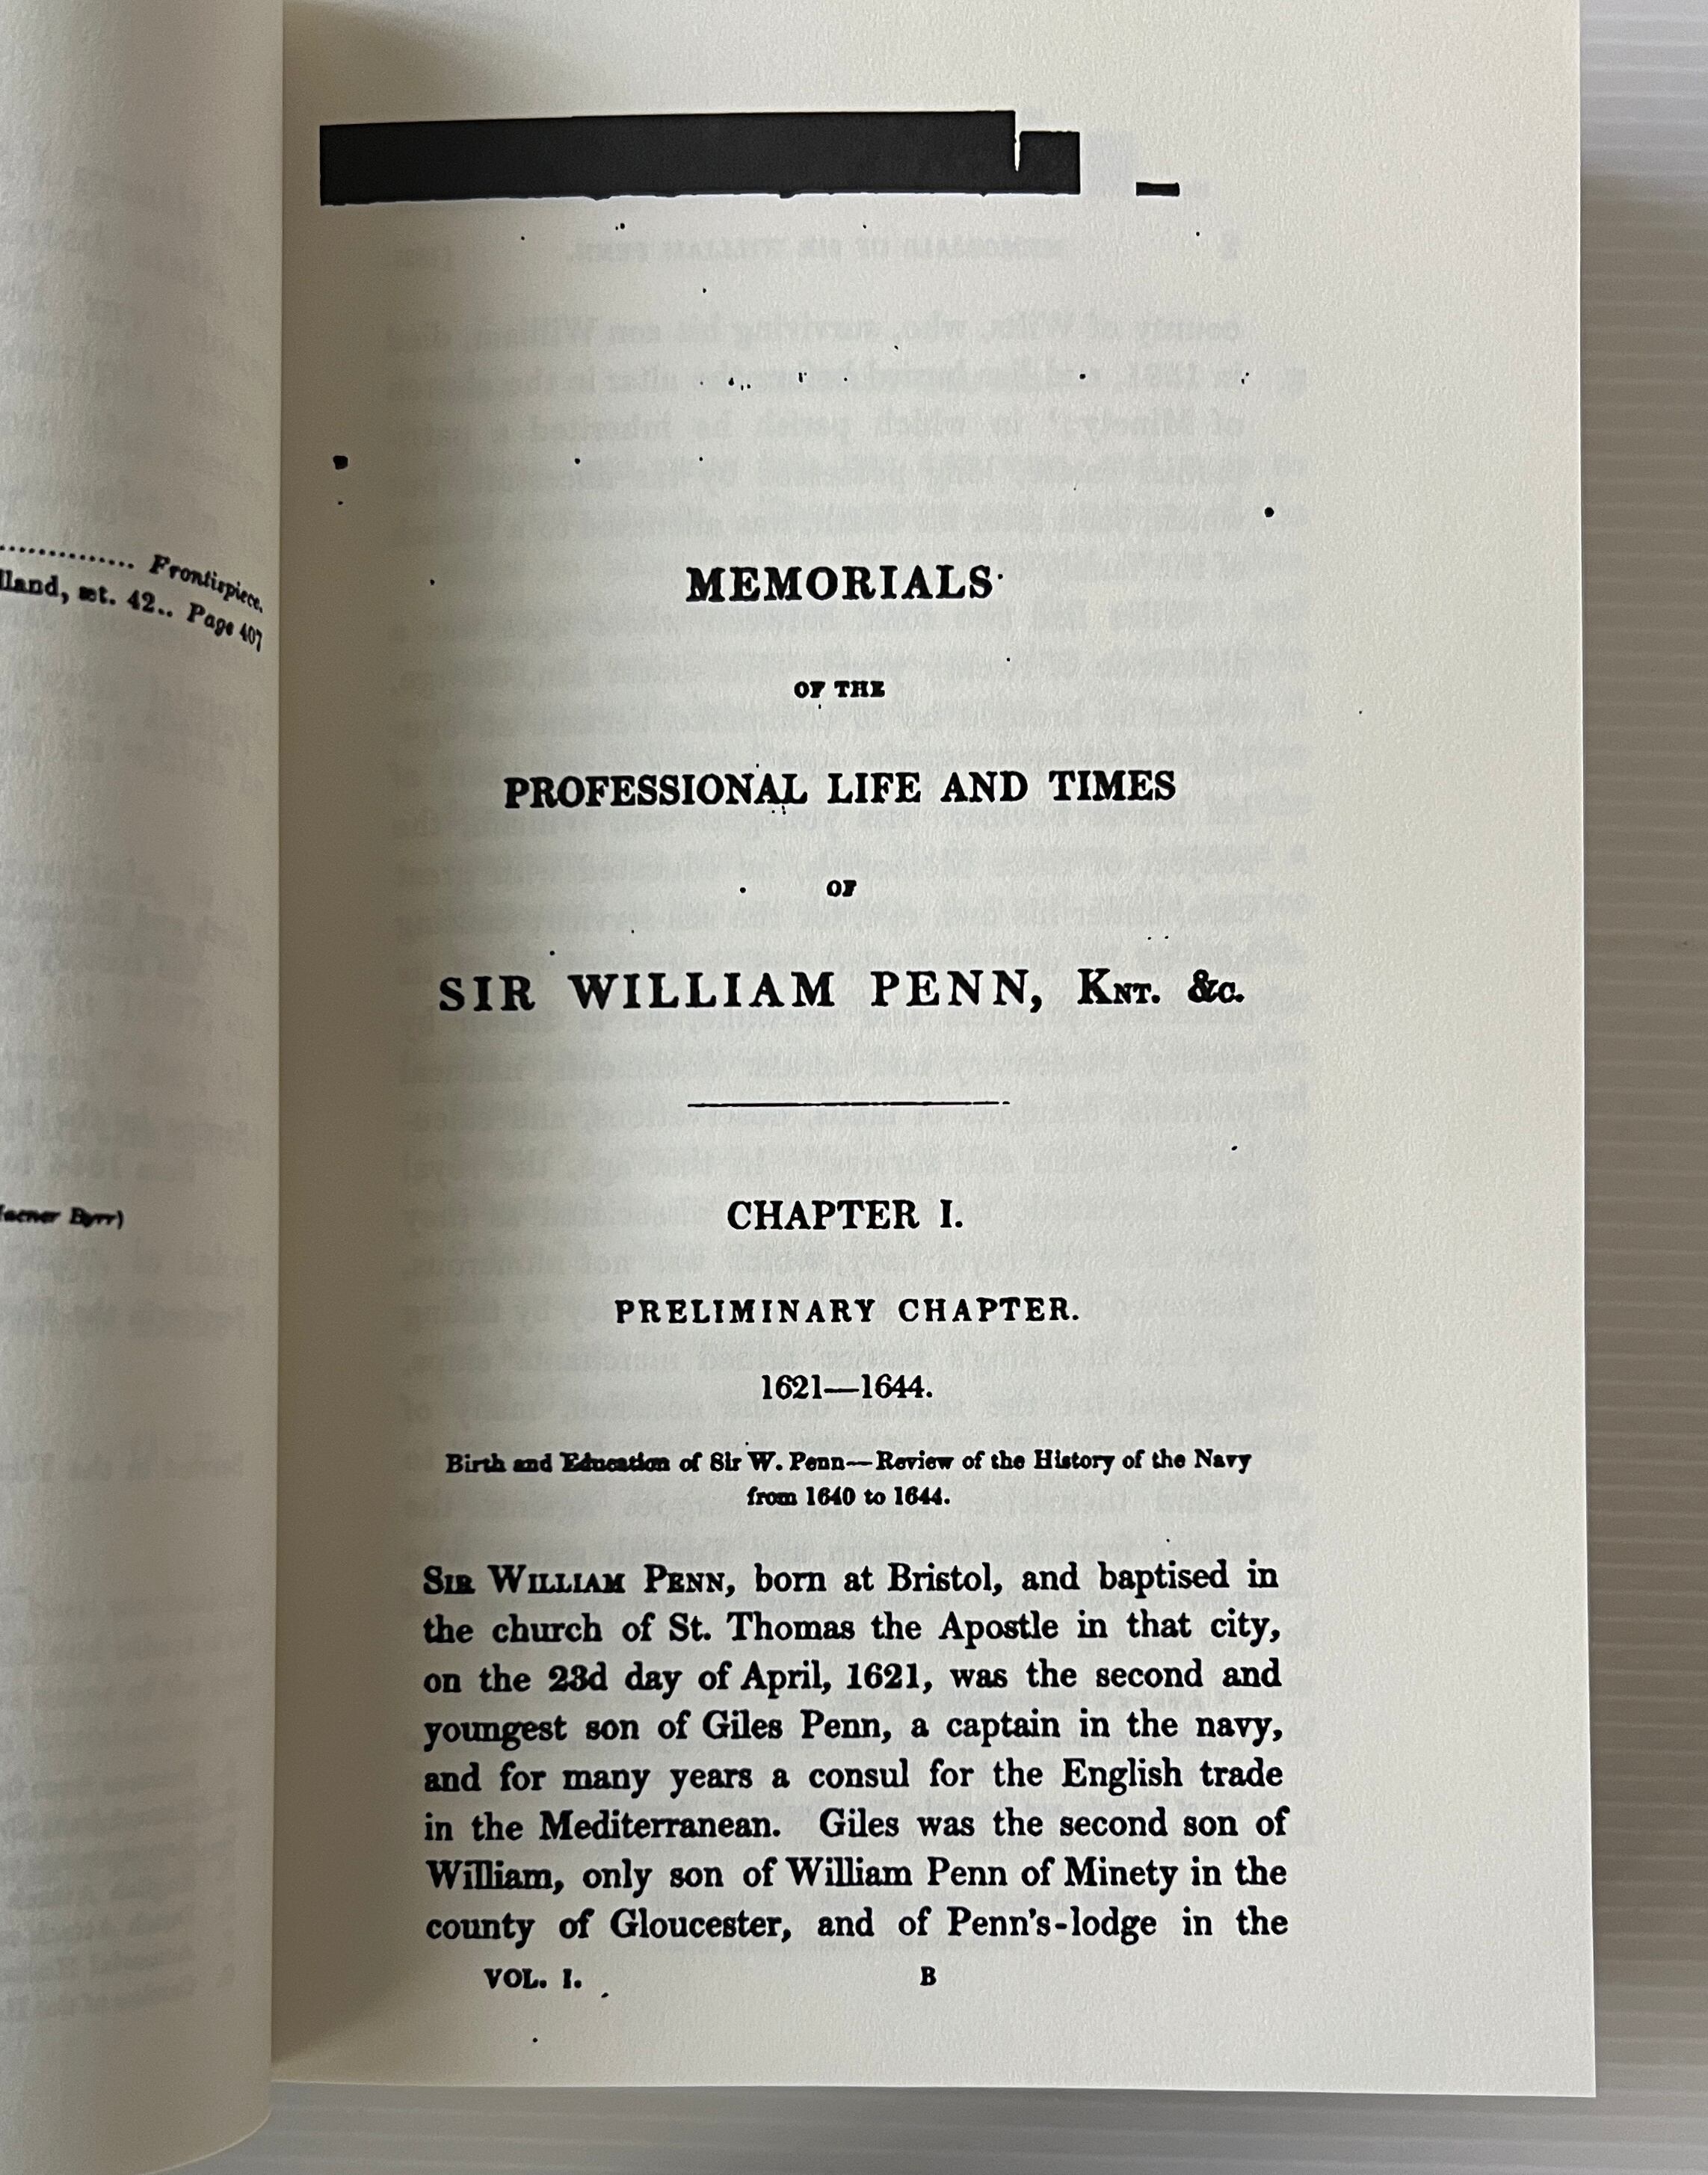 Frontispiece.
æt. 42.. Page 407
Byrr)
MEMORIALS
OF THE
PROFESSIONAL LIFE AND TIMES
OF
SIR WILLIAM PENN, KNT. &c.
CHAPTER I.
PRELIMINARY CHAPTER.
1621—1644.
Birth and Education of Sir W. Penn—Review of the History of the Navy
from 1640 to 1644.
SIR WILLIAM PENN, born at Bristol, and baptised in
the church of St. Thomas the Apostle in that city,
on the 23d day of April, 1621, was the second and
youngest son of Giles Penn, a captain in the navy,
and for many years a consul for the English trade
in the Mediterranean. Giles was the second son of
William, only son of William Penn of Minety in the
county of Gloucester, and of Penn's-lodge in the
VOL. I. B